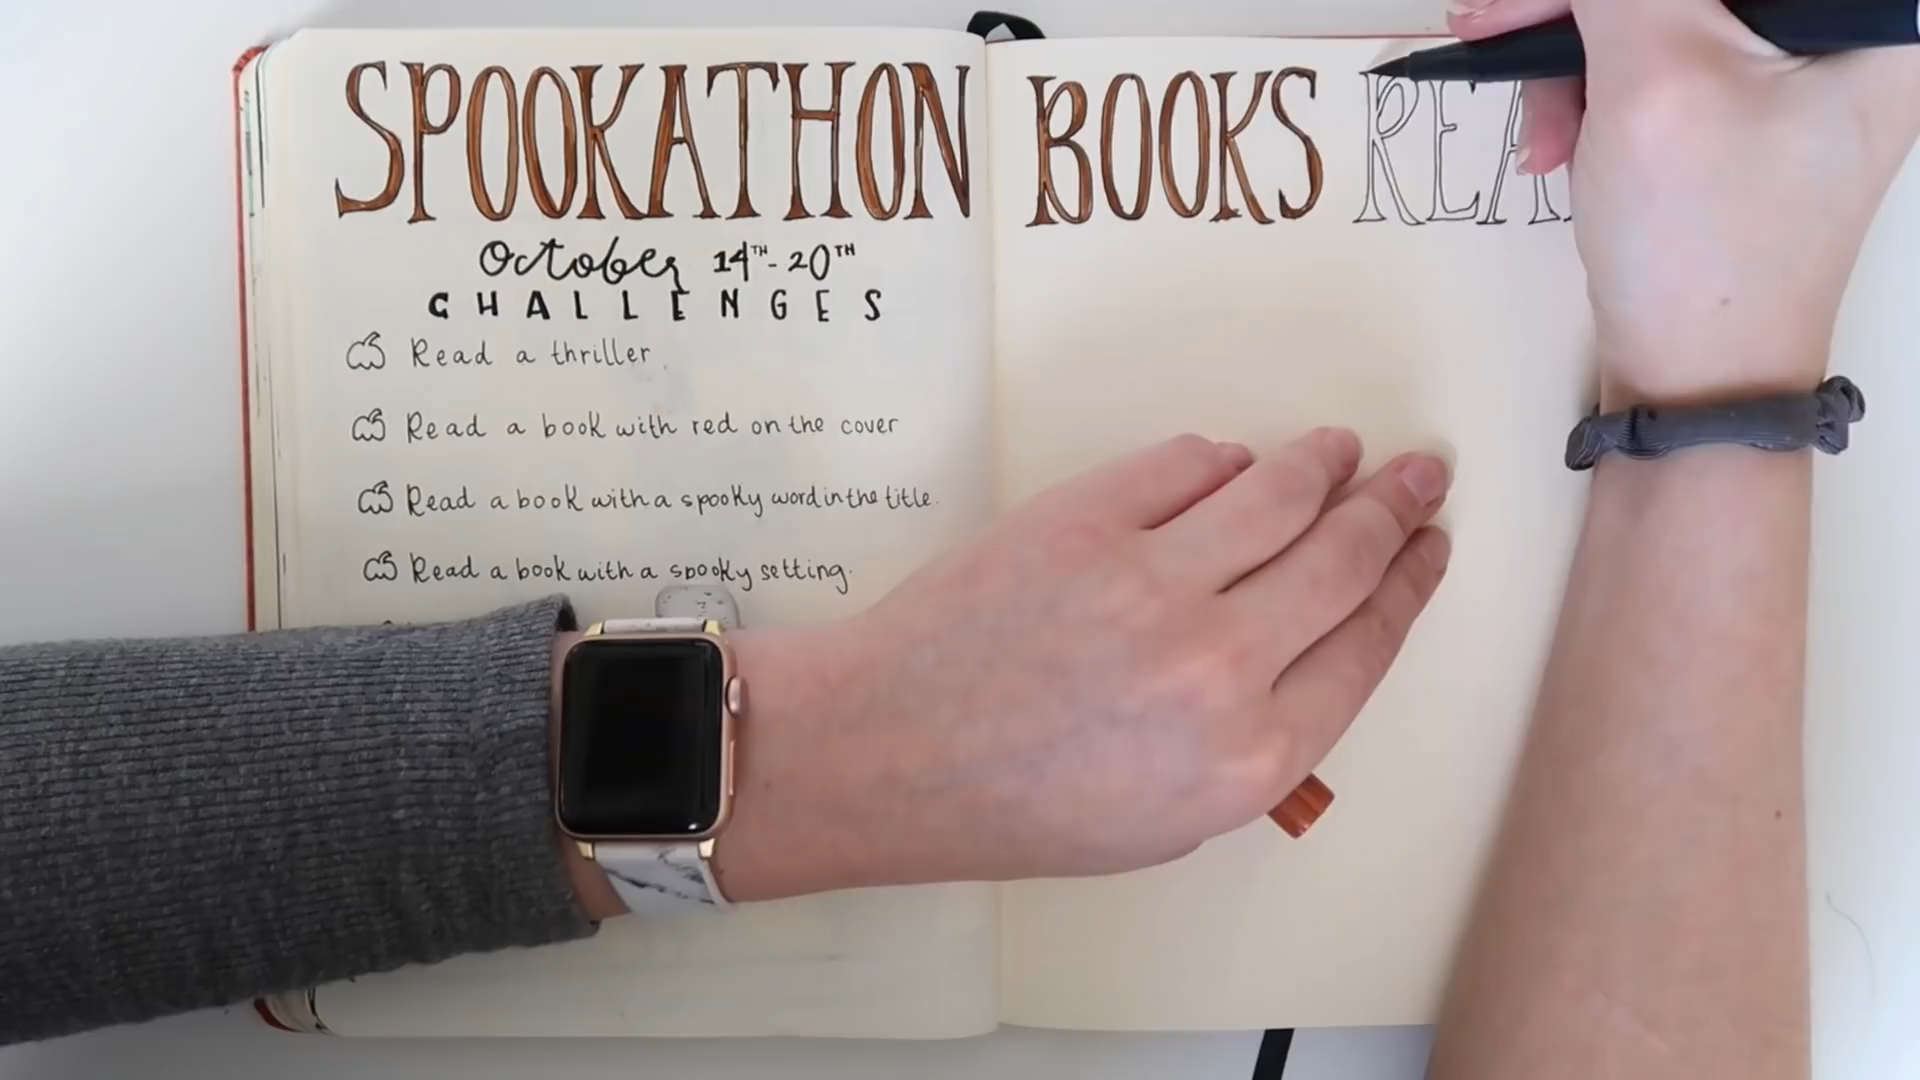 SPOOKATHON
October 14TH-20TH
CHALLENGES
Read a thriller
Read a book with red on the cover
Read a book with a spooky word in the title.
Read a book with a spooky setting.
BOOKS REA